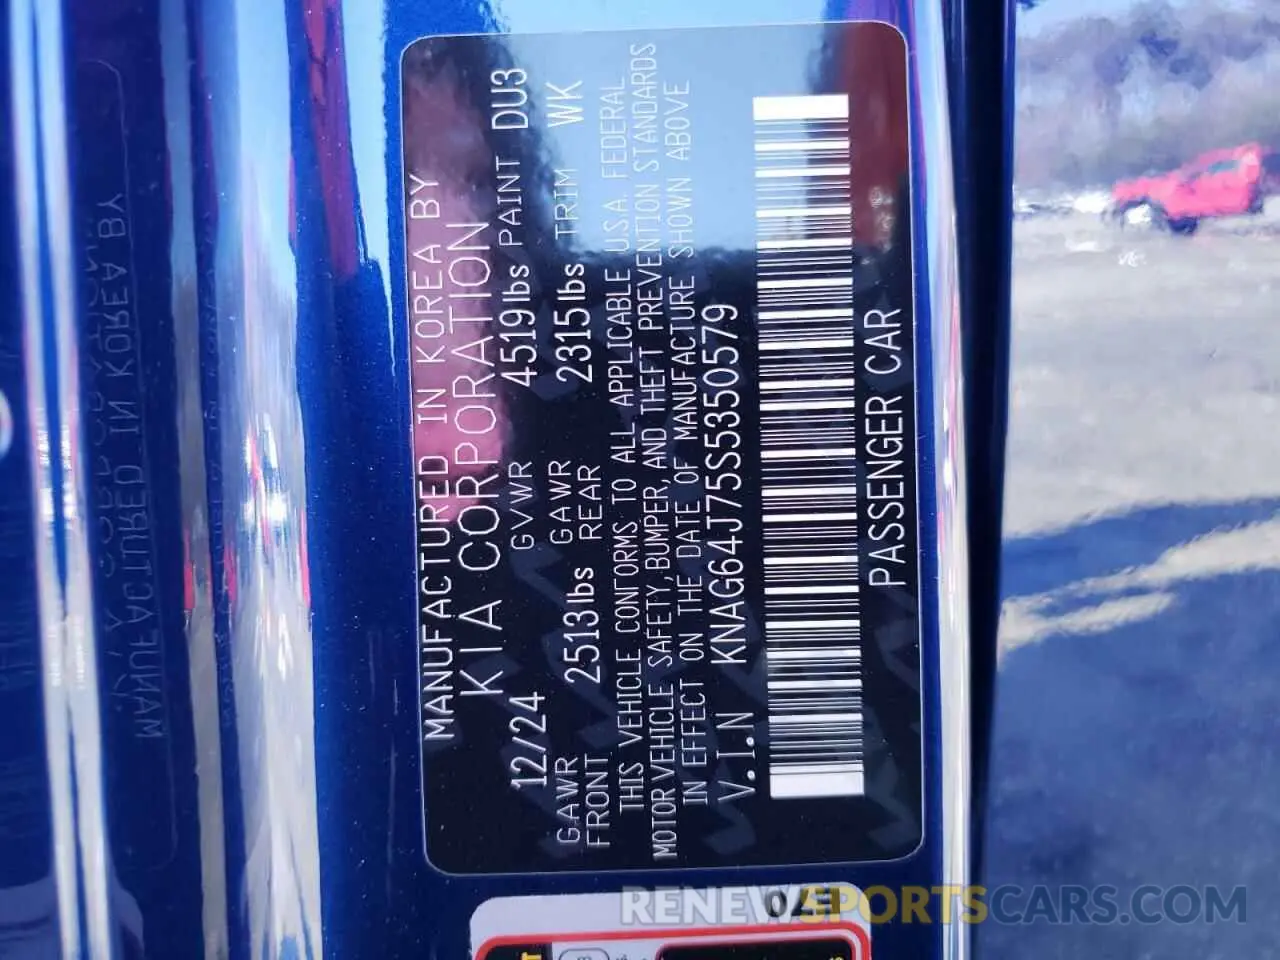 MANUFACTURED IN KOREA BY
KIA CORPORATION
12/24 GVWR 4519lbs PAINT DU3
GAWR FRONT 2513lbs GAWR REAR 2315lbs TRIM WK
THIS VEHICLE CONFORMS TO ALL APPLICABLE U.S.A. FEDERAL
MOTOR VEHICLE SAFETY, BUMPER, AND THEFT PREVENTION STANDARDS
IN EFFECT ON THE DATE OF MANUFACTURE SHOWN ABOVE
V.I.N KNAG64J75S5350579
PASSENGER CAR
RENEWSPORTSCARS.COM